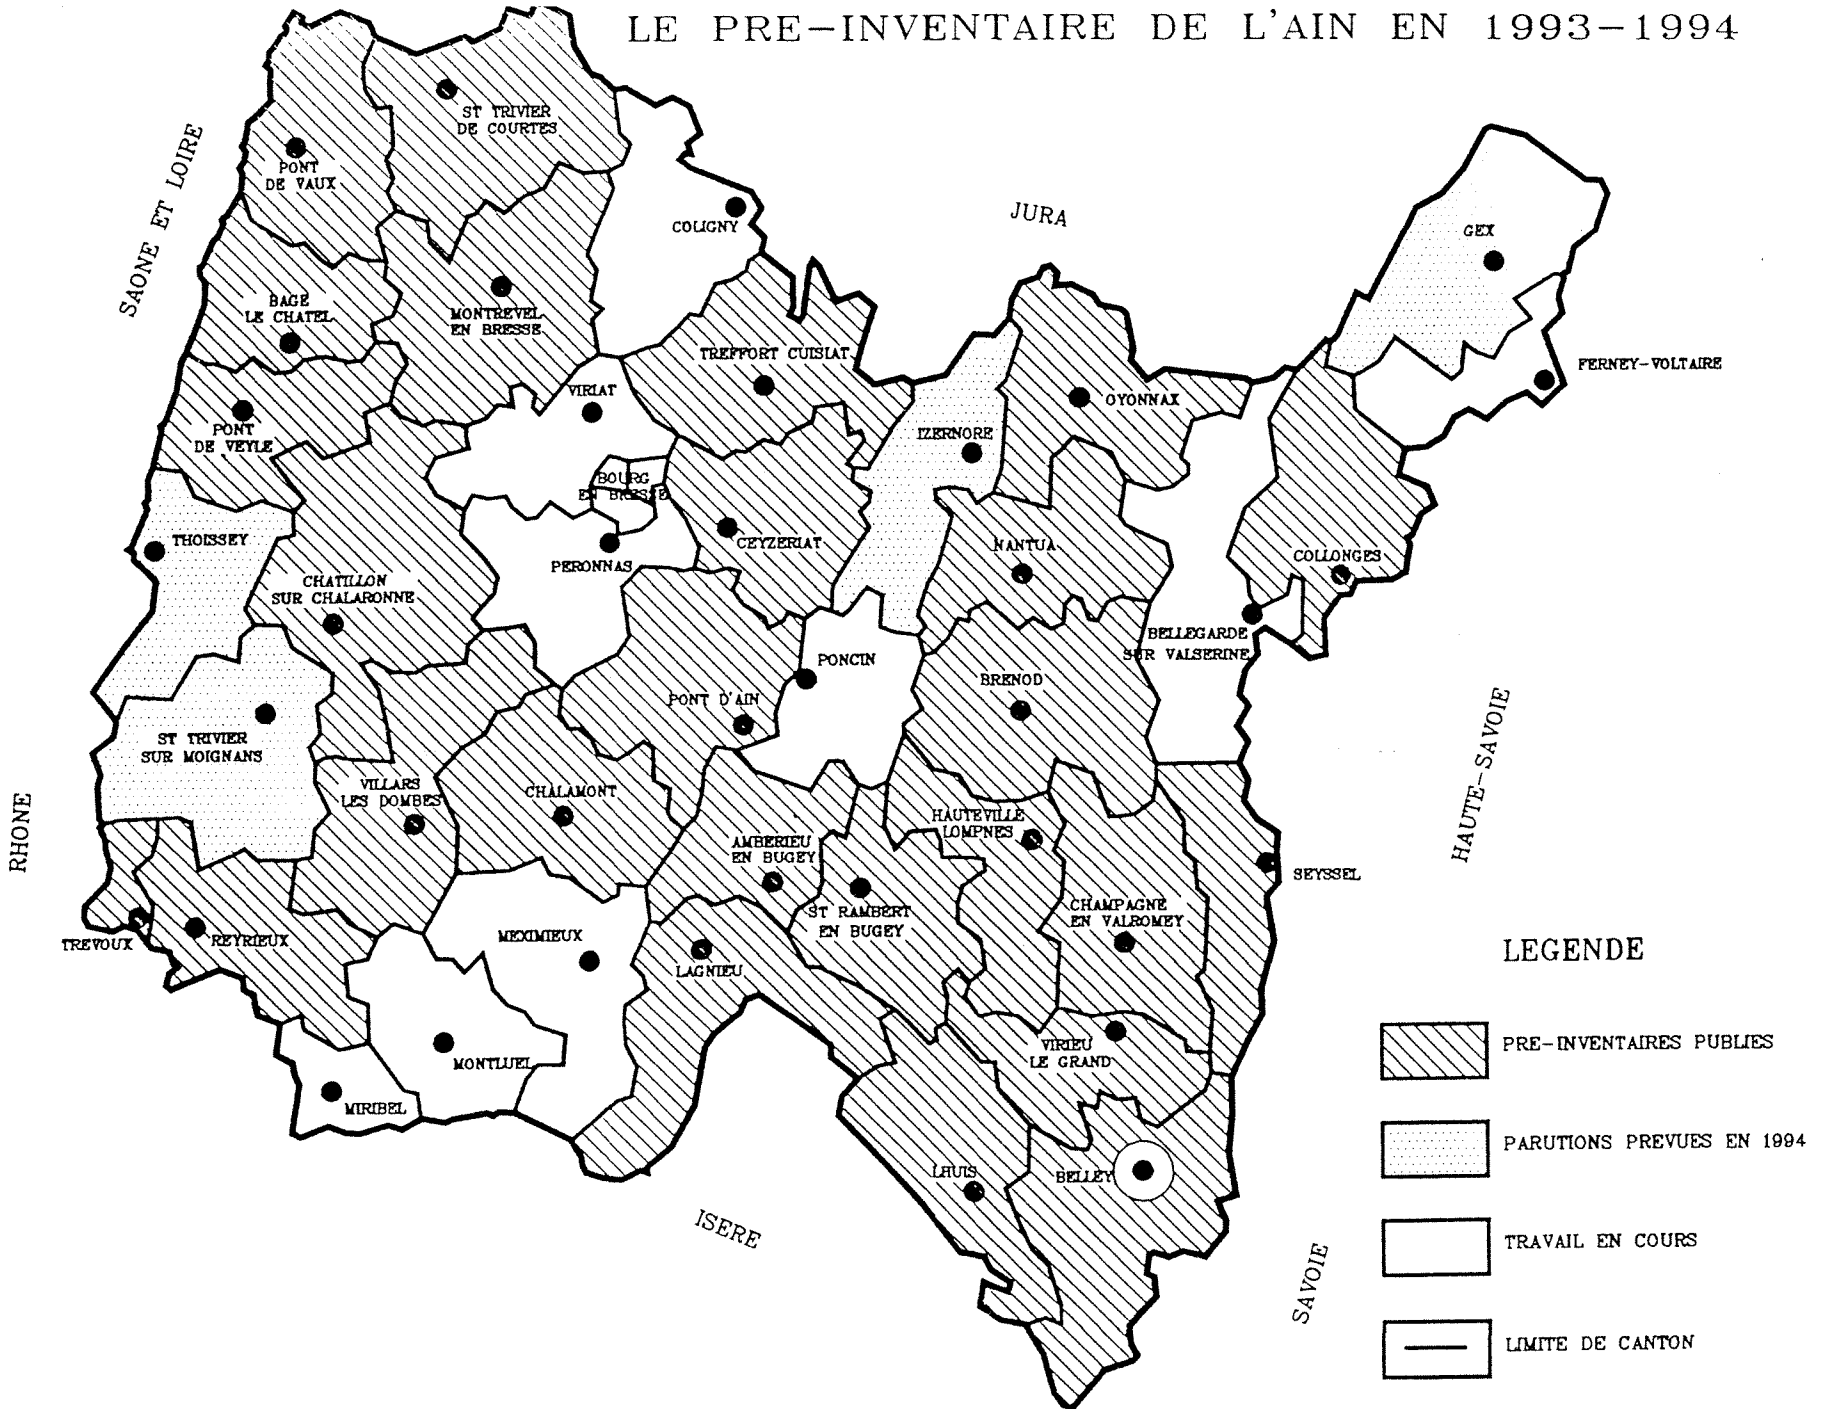 LE PRE-INVENTAIRE DE L'AIN EN 1993-1994
ST TRIVIER
DE COURTES
PONT
DE VAUX
SAONE ET LOIRE
COLIGNY
JURA
GEX
BAGE
LE CHATEL
MONTREVEL
EN BRESSE
TREFFORT CUISIAT
FERNEY-VOLTAIRE
VIRIAT
OYONNAX
PONT
DE VEYLE
IZERNORE
BOURG
EN BRESSE
THOISSEY
CEYZERIAT
NANTUA
COLLONGES
PERONNAS
CHATILLON
SUR CHALARONNE
BELLEGARDE
SUR VALSERINE
PONCIN
BRENOD
PONT D'AIN
ST TRIVIER
SUR MOIGNANS
HAUTE-SAVOIE
VILLARS
LES DOMBES
CHALAMONT
HAUTEVILLE
LOMPNES
RHONE
AMBERIEU
EN BUGEY
SEYSSEL
CHAMPAGNE
EN VALROMEY
ST RAMBERT
EN BUGEY
TREVOUX
REYRIEUX
MEXIMIEUX
LAGNIEU
LEGENDE
VIRIEU
LE GRAND
PRE-INVENTAIRES PUBLIES
MONTLUEL
MIRIBEL
PARUTIONS PREVUES EN 1994
LHUIS
BELLEY
ISERE
TRAVAIL EN COURS
SAVOIE
LIMITE DE CANTON